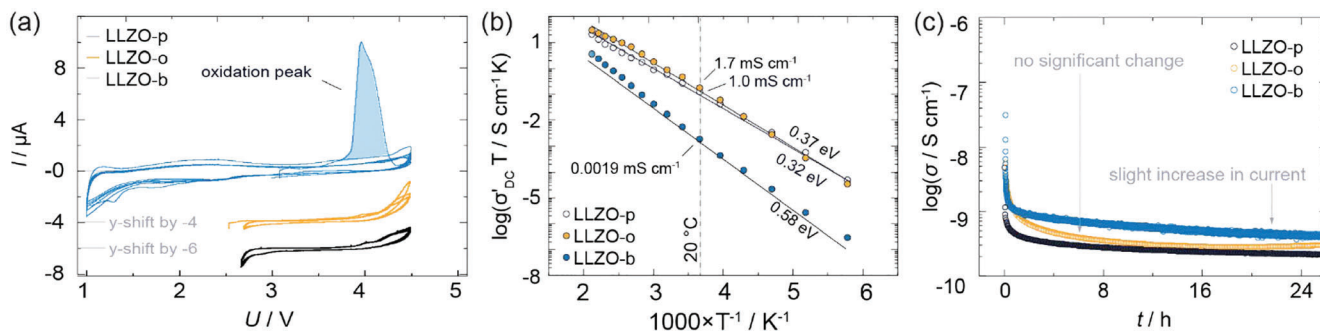 (a)
LLZO-p
LLZO-o
LLZO-b
oxidation peak
y-shift by -4
y-shift by -6
I / µA
8
4
-0
-4
-8
1
2
3
4
5
U / V
(b)
1.7 mS cm⁻¹
1.0 mS cm⁻¹
0.0019 mS cm⁻¹
0.37 eV
0.32 eV
0.58 eV
20 °C
LLZO-p
LLZO-o
LLZO-b
log(σ'DC T / S cm⁻¹ K)
1
-2
-5
-8
2
3
4
5
6
1000×T⁻¹ / K⁻¹
(c)
LLZO-p
LLZO-o
LLZO-b
no significant change
slight increase in current
log(σ / S cm⁻¹)
-6
-7
-8
-9
-10
0
8
16
24
t / h